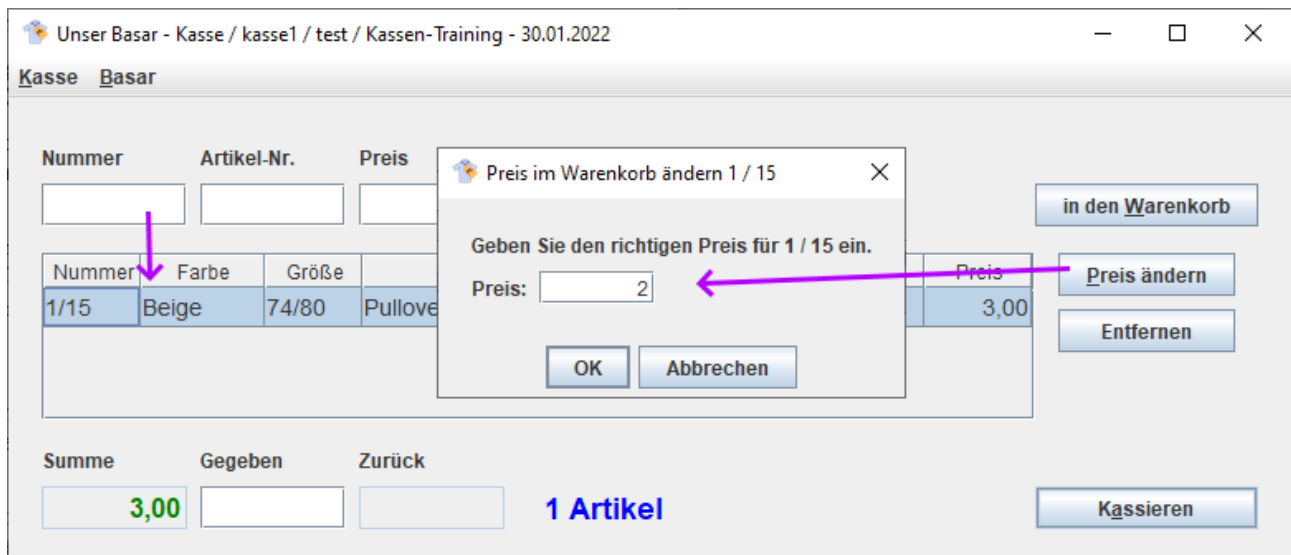 Unser Basar - Kasse / kasse1 / test / Kassen-Training - 30.01.2022
Kasse Basar
Nummer Artikel-Nr. Preis
in den Warenkorb
Preis im Warenkorb ändern 1 / 15
Geben Sie den richtigen Preis für 1 / 15 ein.
Preis: 2
OK Abbrechen
Nummer Farbe Größe Preis
1/15 Beige 74/80 Pullove 3,00
Preis ändern
Entfernen
Summe Gegeben Zurück
3,00 1 Artikel
Kassieren